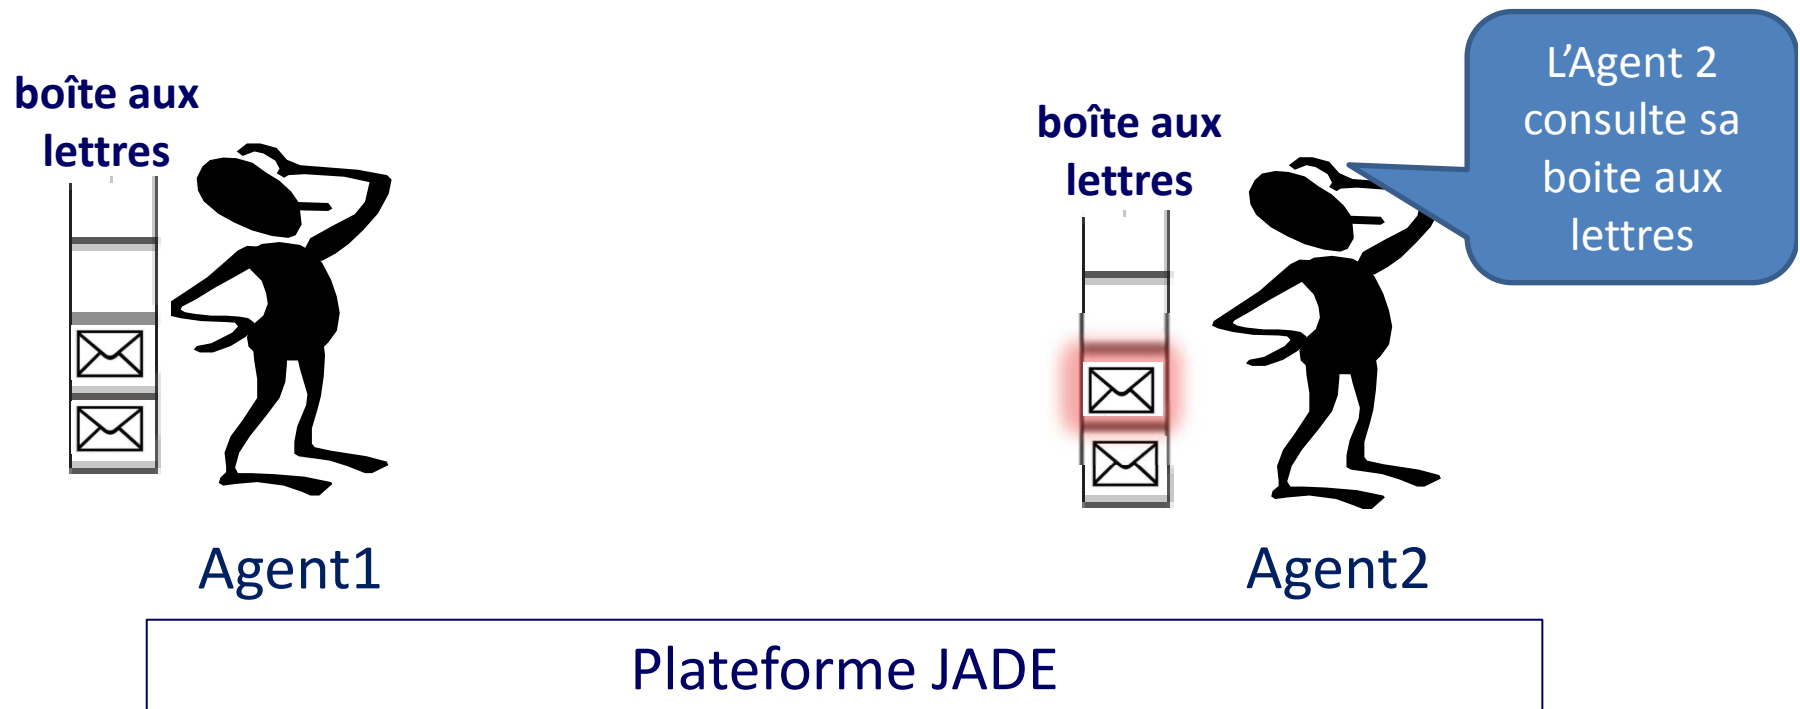 boîte aux
lettres
boîte aux
lettres
L’Agent 2
consulte sa
boite aux
lettres
Agent1
Agent2
Plateforme JADE